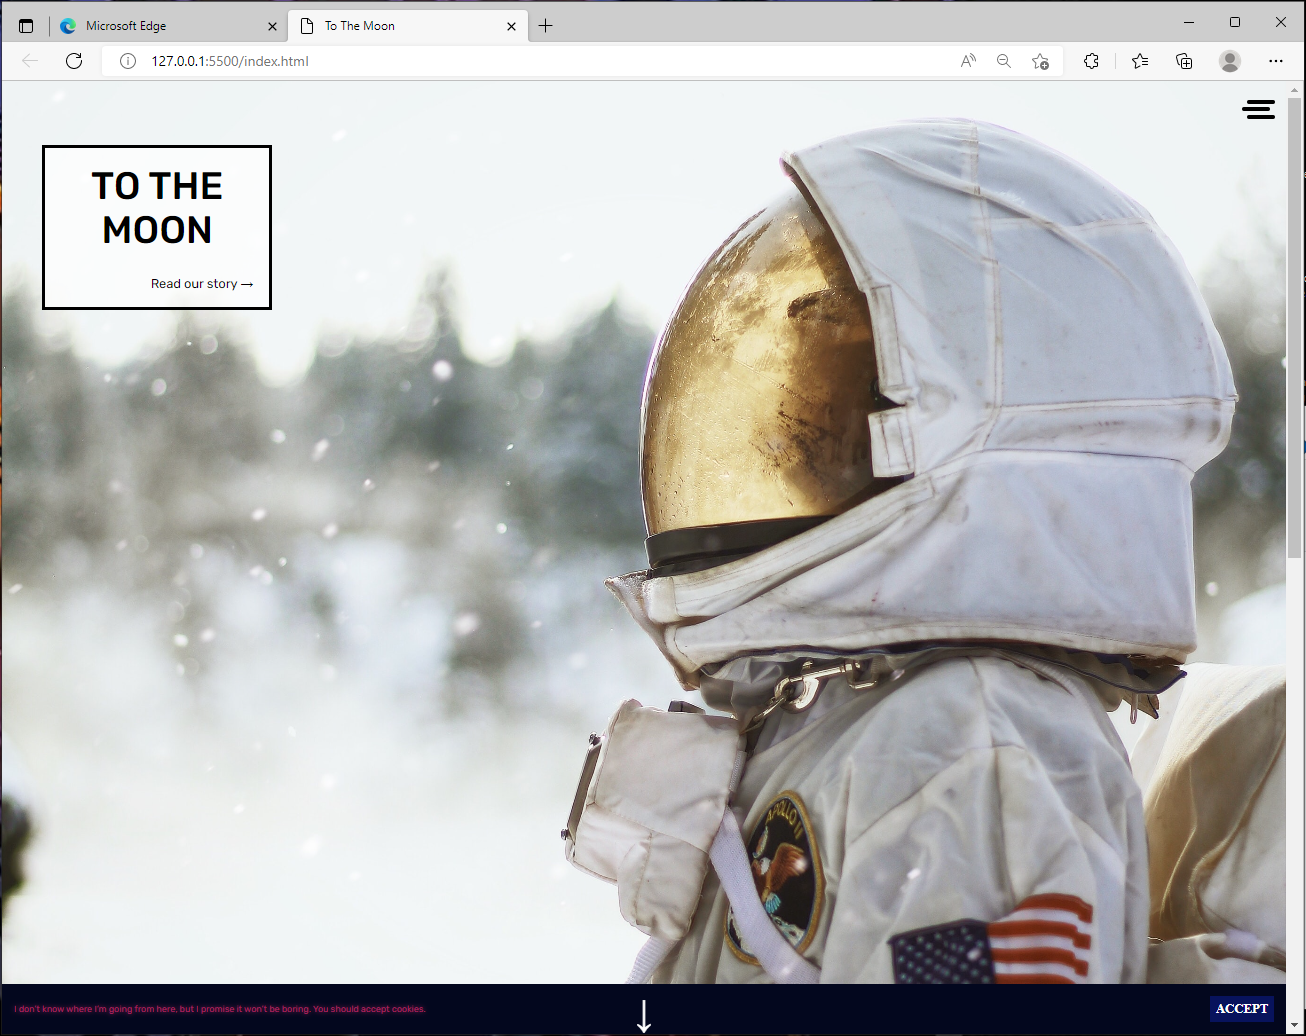 Microsoft Edge
To The Moon
127.0.0.1:5500/index.html
TO THE
MOON
Read our story →
APOLLO 11
I don't know where I'm going from here, but I promise it won't be boring. You should accept cookies.
ACCEPT